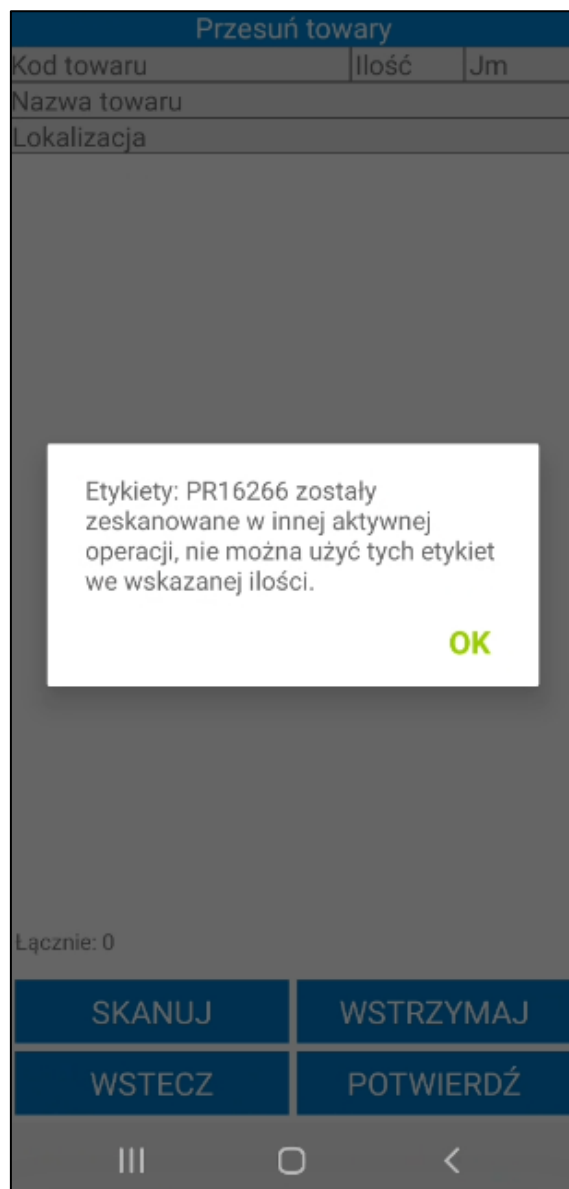 Przesuń towary
Kod towaru Ilość Jm
Nazwa towaru
Lokalizacja
Etykiety: PR16266 zostały
zeskanowane w innej aktywnej
operacji, nie można użyć tych etykiet
we wskazanej ilości.
OK
Łącznie: 0
SKANUJ WSTRZYMAJ
WSTECZ POTWIERDŹ